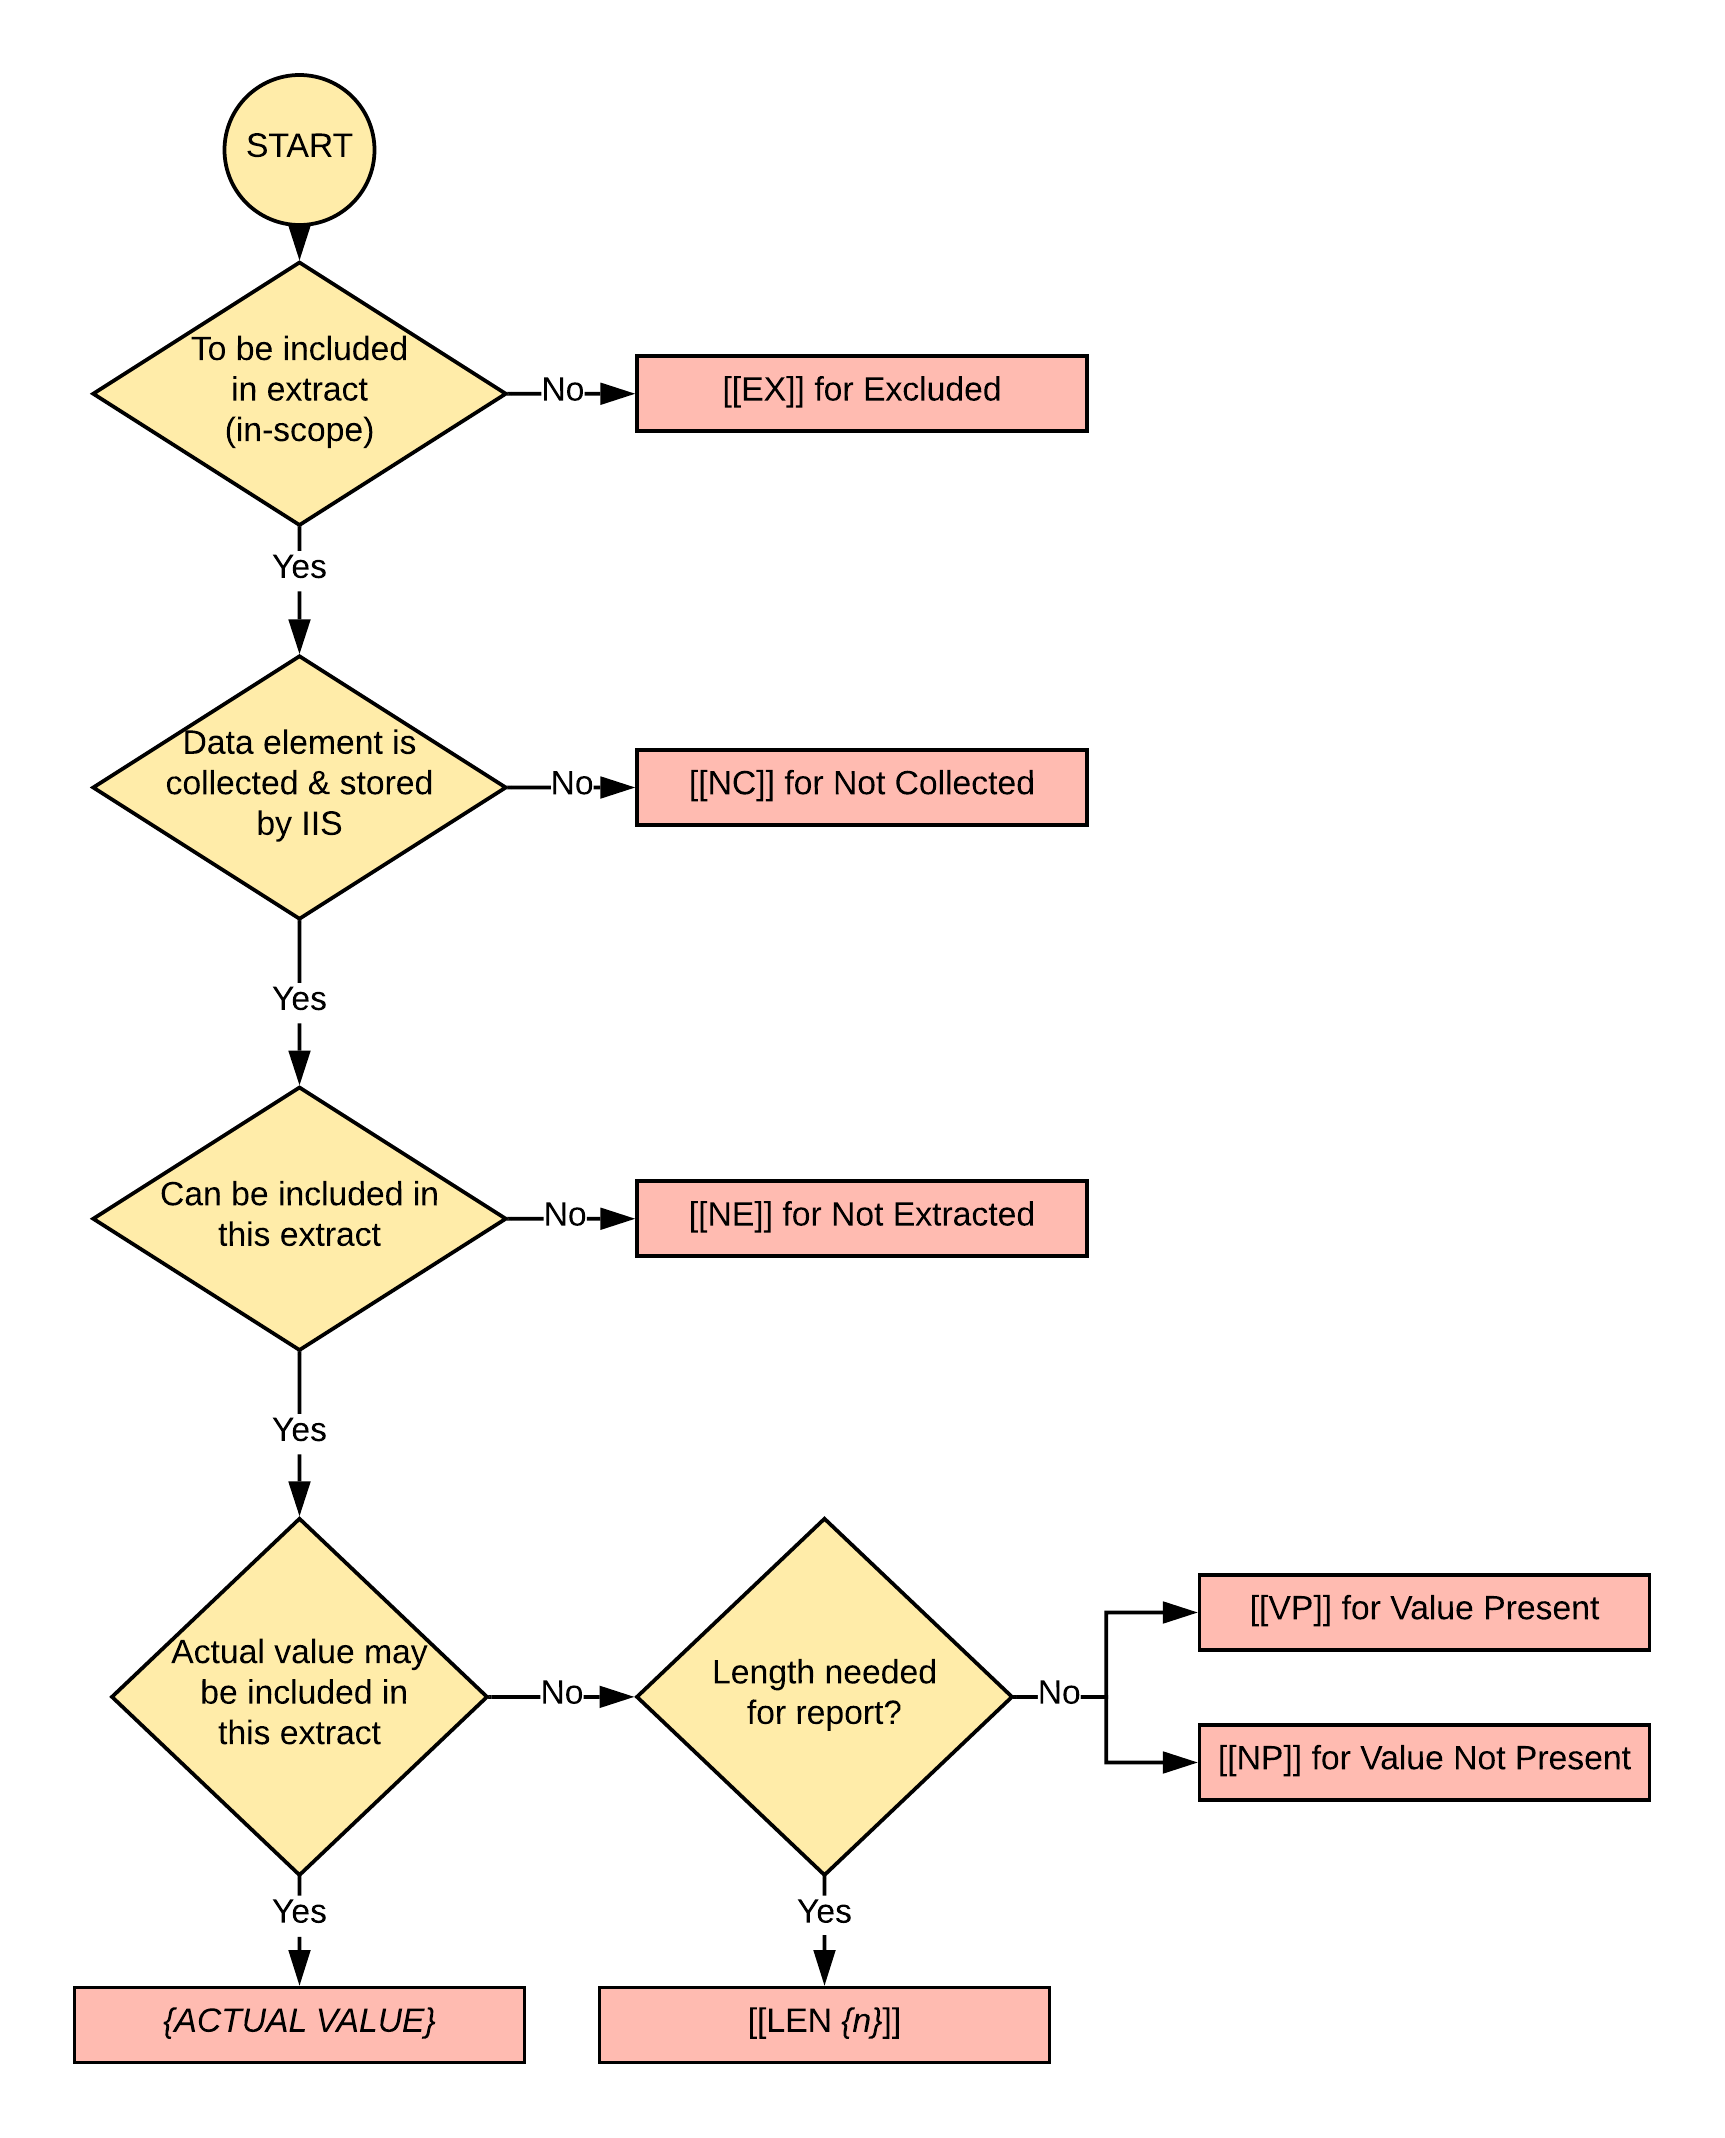 START
To be included
in extract
(in-scope)
No
[[EX]] for Excluded
Yes
Data element is
collected & stored
by IIS
No
[[NC]] for Not Collected
Yes
Can be included in
this extract
No
[[NE]] for Not Extracted
Yes
Actual value may
be included in
this extract
No
Length needed
for report?
No
[[VP]] for Value Present
[[NP]] for Value Not Present
Yes
{ACTUAL VALUE}
Yes
[[LEN {n}]]